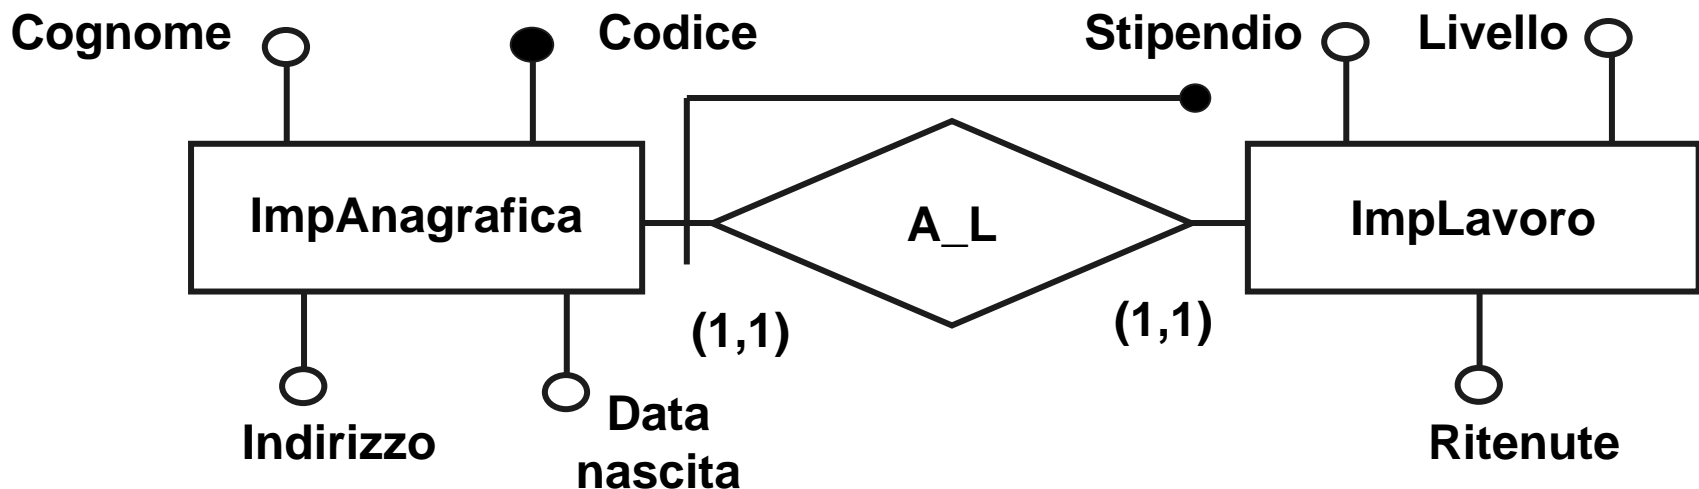 Cognome
Codice
Stipendio
Livello
ImpAnagrafica
A_L
ImpLavoro
(1,1)
(1,1)
Indirizzo
Data
nascita
Ritenute